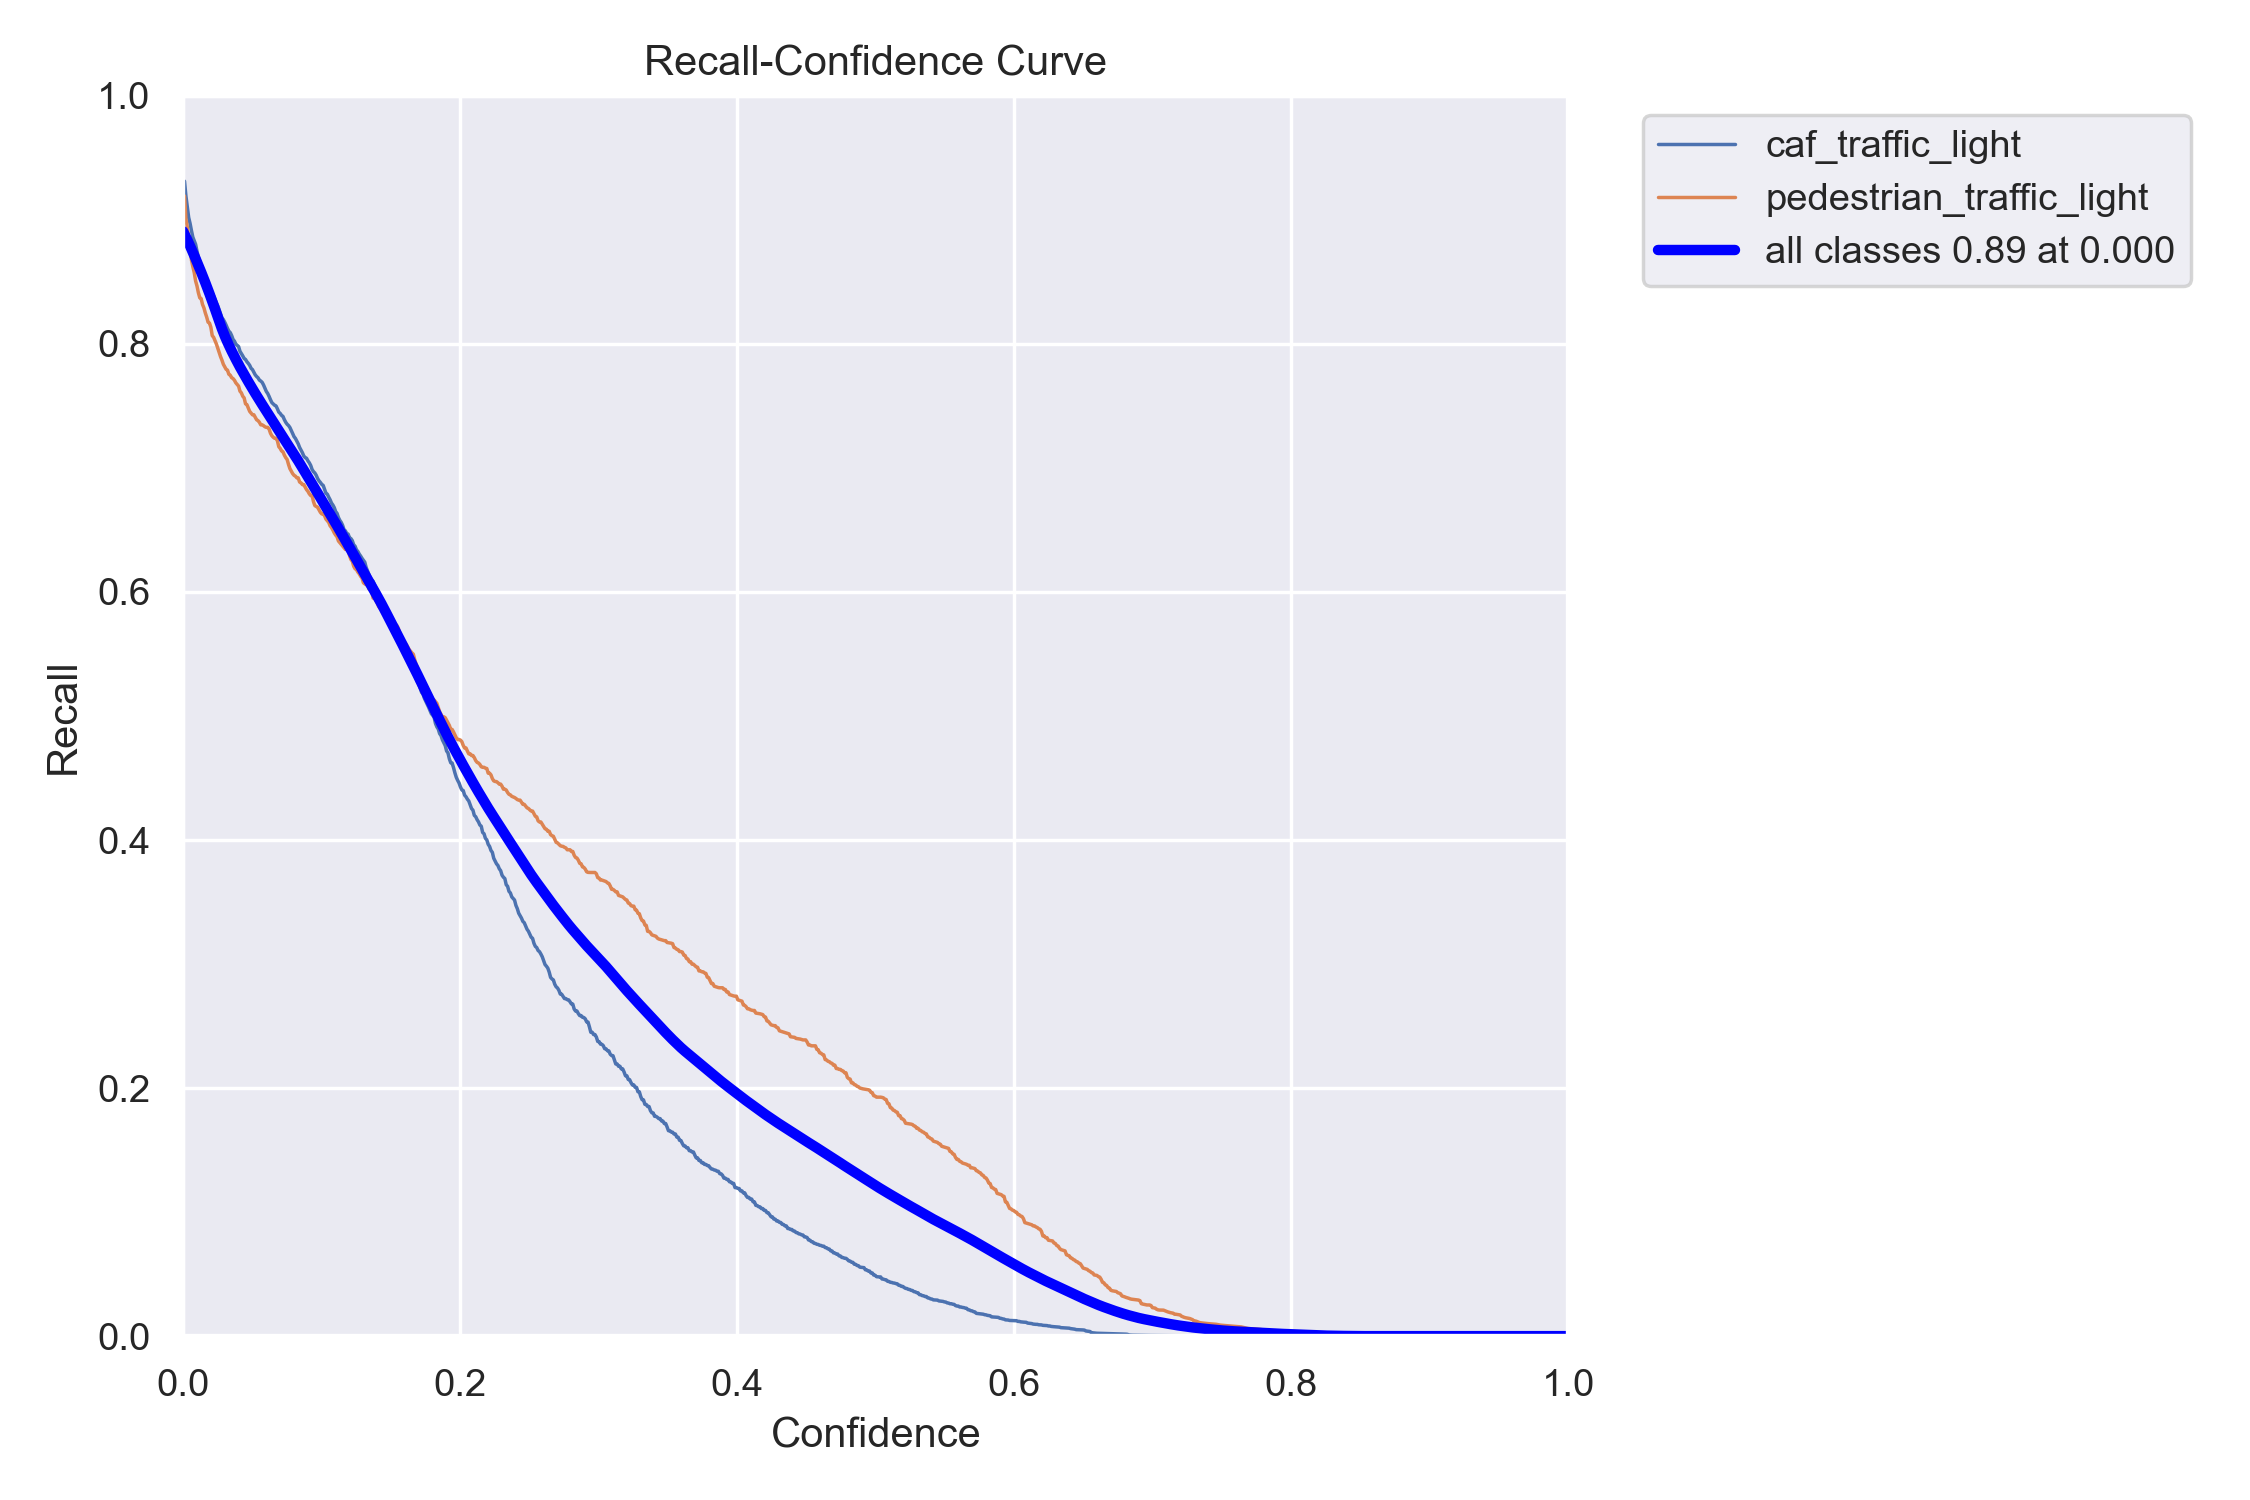 Recall-Confidence Curve
1.0
0.8
0.6
0.4
0.2
0.0
Recall
0.0 0.2 0.4 0.6 0.8 1.0
Confidence
caf_traffic_light
pedestrian_traffic_light
all classes 0.89 at 0.000